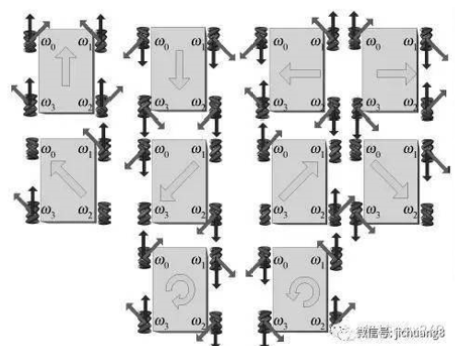 ω₀ ω₁ ω₀ ω₁ ω₀ ω₁ ω₀ ω₁
ω₃ ω₂ ω₃ ω₂ ω₃ ω₂ ω₃ ω₂
ω₀ ω₁ ω₀ ω₁ ω₀ ω₁ ω₀ ω₁
ω₃ ω₂ ω₃ ω₂ ω₃ ω₂ ω₃ ω₂
ω₀ ω₁ ω₀ ω₁
ω₃ ω₂ ω₃ ω₂
微信号: jichuang8